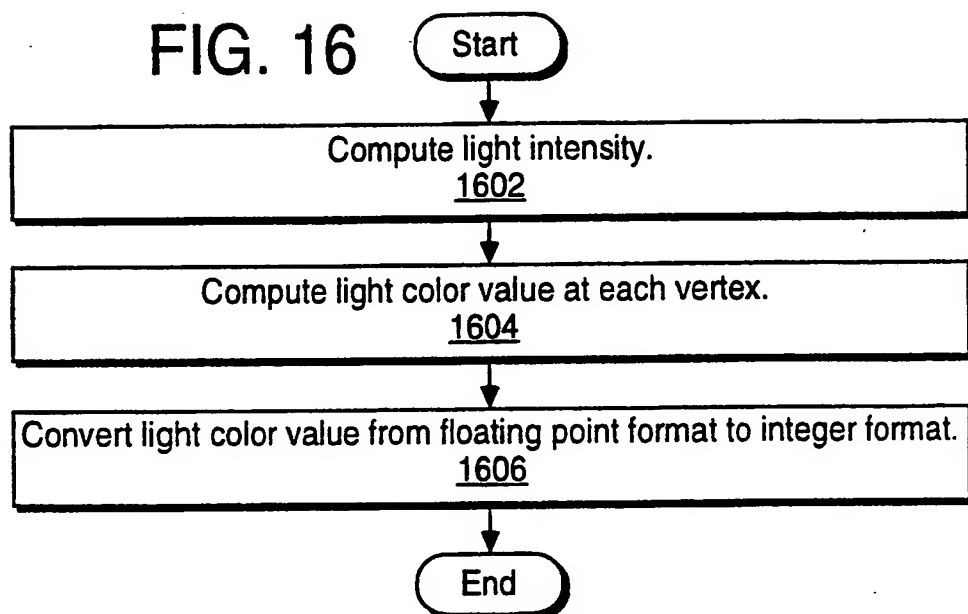 FIG. 16
Start
Compute light intensity.
1602
Compute light color value at each vertex.
1604
Convert light color value from floating point format to integer format.
1606
End